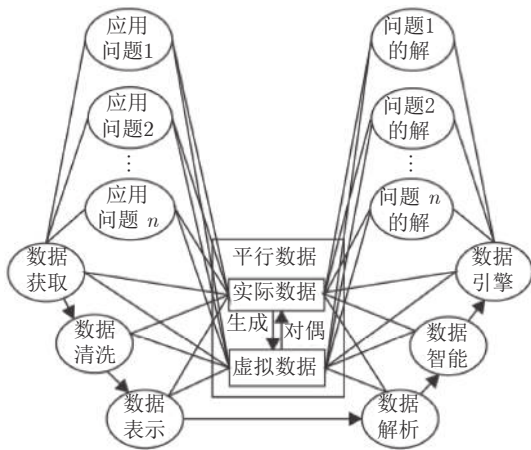 应用
问题1
应用
问题2
⋮
应用
问题 n
数据
获取
数据
清洗
数据
表示
平行数据
实际数据
生成
对偶
虚拟数据
问题1
的解
问题2
的解
⋮
问题 n
的解
数据
引擎
数据
智能
数据
解析